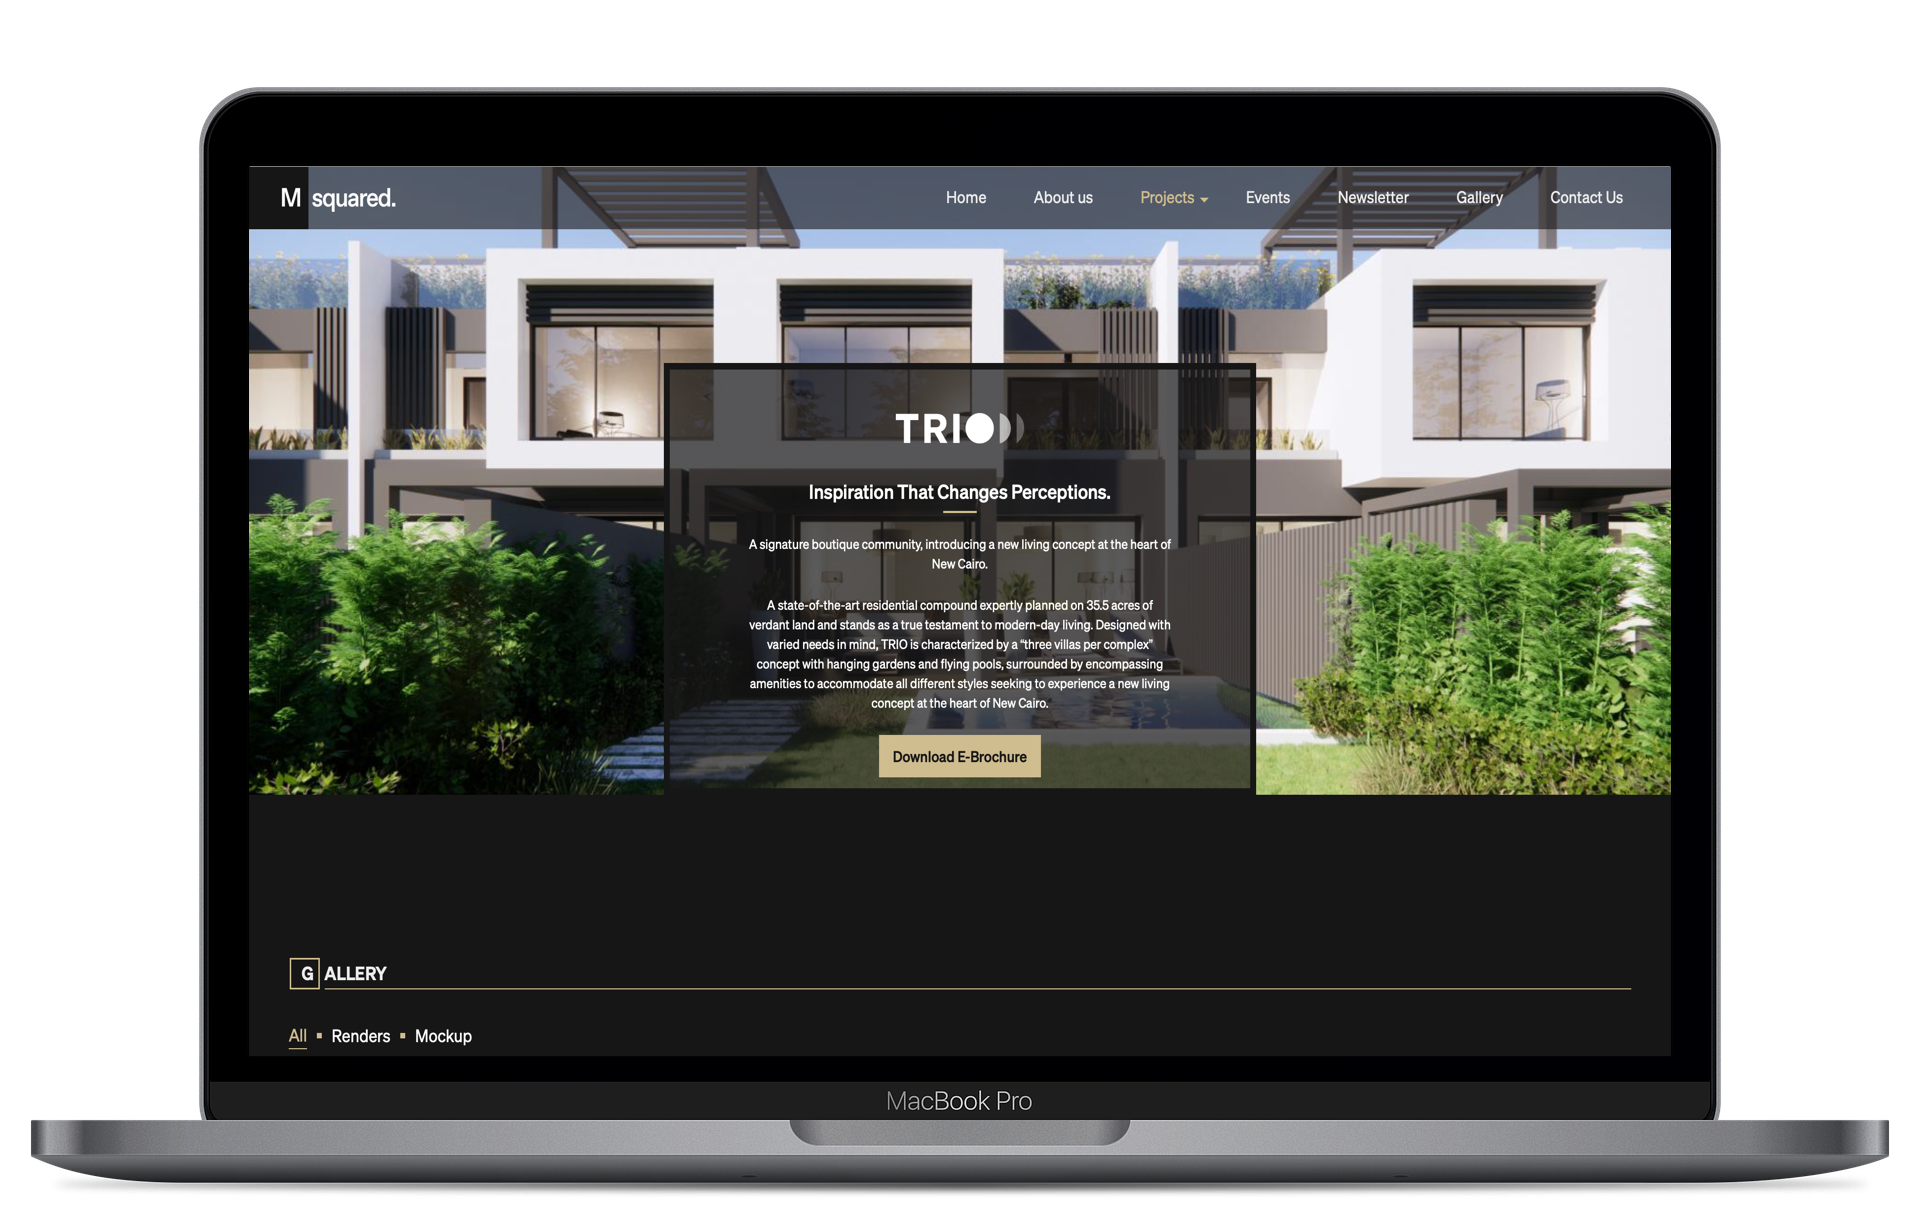 M squared.
Home About us Projects Events Newsletter Gallery Contact Us
TRIO
Inspiration That Changes Perceptions.
A signature boutique community, introducing a new living concept at the heart of
New Cairo.
A state-of-the-art residential compound expertly planned on 35.5 acres of
verdant land and stands as a true testament to modern-day living. Designed with
varied needs in mind, TRIO is characterized by a “three villas per complex”
concept with hanging gardens and flying pools, surrounded by encompassing
amenities to accommodate all different styles seeking to experience a new living
concept at the heart of New Cairo.
Download E-Brochure
GALLERY
All ▪ Renders ▪ Mockup
MacBook Pro